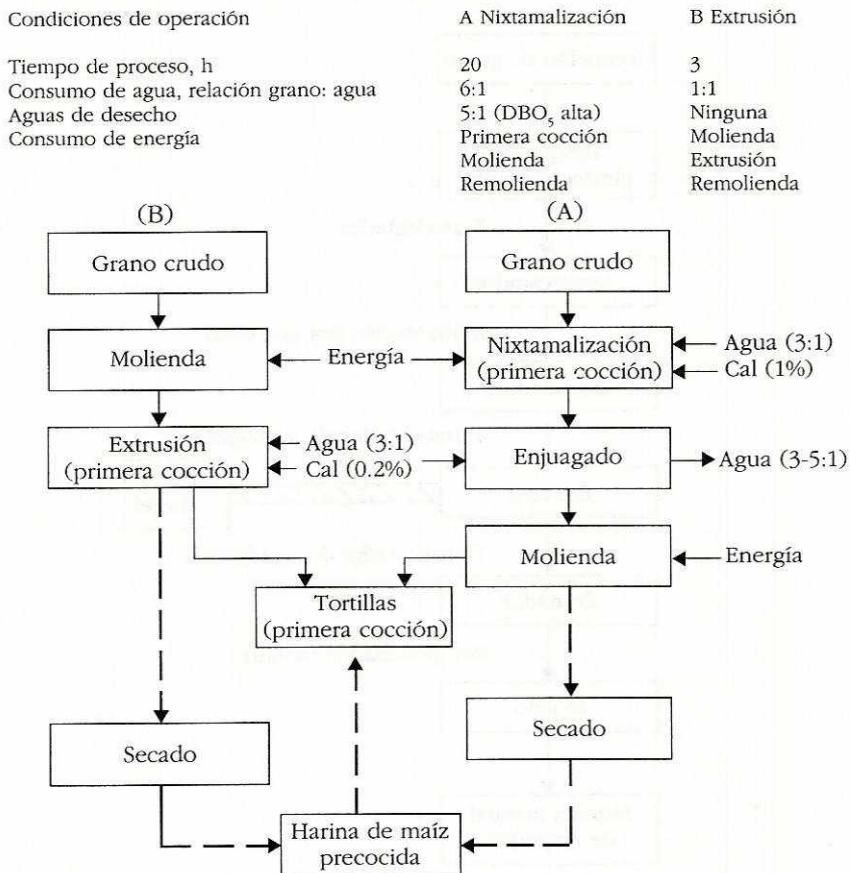 Condiciones de operación A Nixtamalización B Extrusión
Tiempo de proceso, h 20 3
Consumo de agua, relación grano: agua 6:1 1:1
Aguas de desecho 5:1 (DBO₅ alta) Ninguna
Consumo de energía Primera cocción Molienda
Molienda Extrusión
Remolienda Remolienda
(B) (A)
Grano crudo Grano crudo
Molienda Energía Nixtamalización Agua (3:1)
(primera cocción) Cal (1%)
Extrusión Agua (3:1) Enjuagado Agua (3-5:1)
(primera cocción) Cal (0.2%)
Molienda Energía
Tortillas
(primera cocción)
Secado Secado
Harina de maíz
precocida